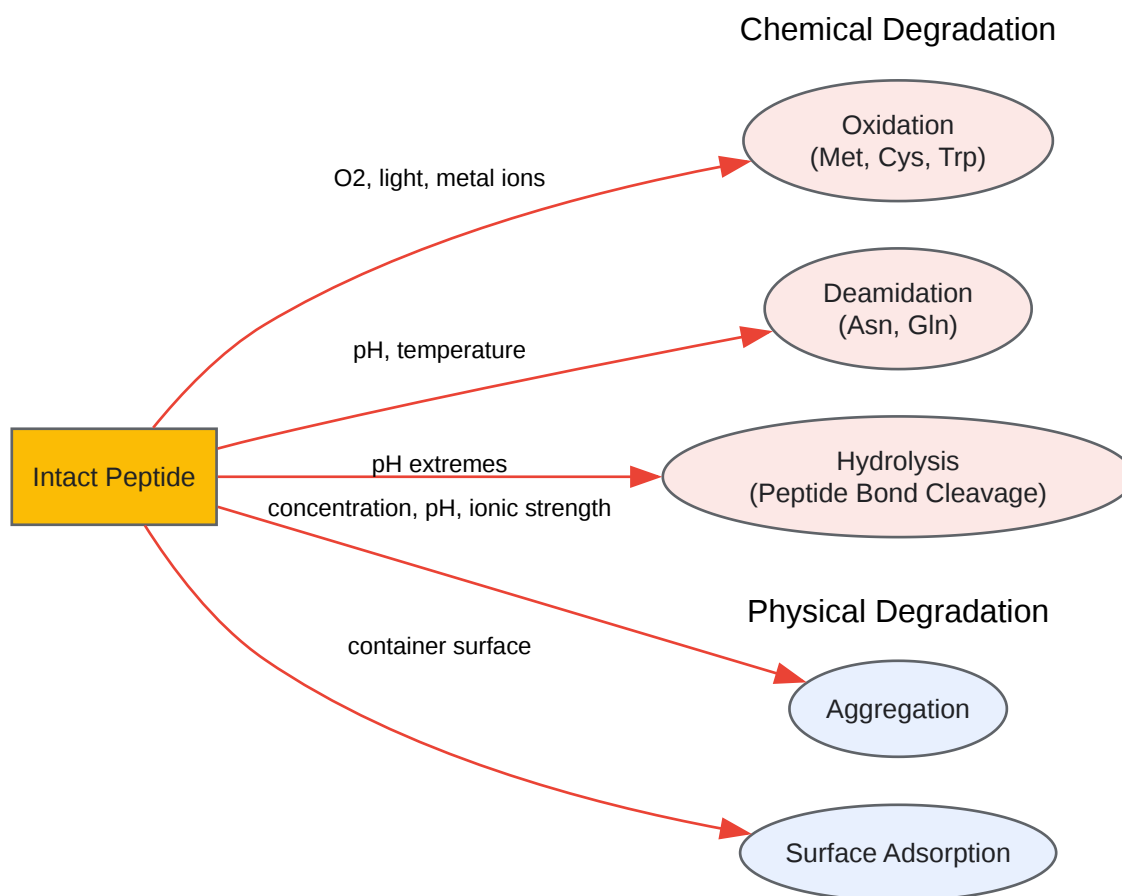 Chemical Degradation
Oxidation
(Met, Cys, Trp)
O2, light, metal ions
Deamidation
(Asn, Gln)
pH, temperature
Intact Peptide
pH extremes
Hydrolysis
(Peptide Bond Cleavage)
concentration, pH, ionic strength
Physical Degradation
container surface
Aggregation
Surface Adsorption